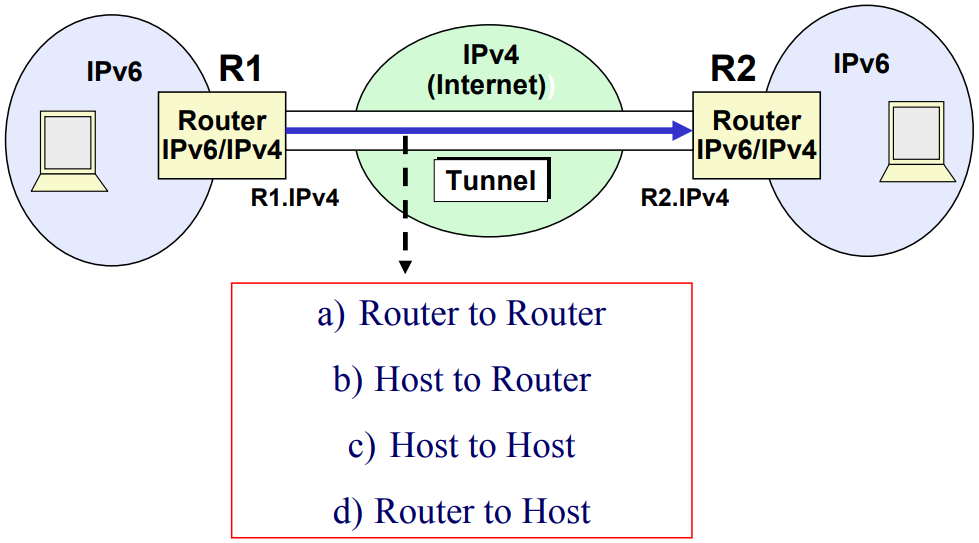 IPv6
R1
Router
IPv6/IPv4
R1.IPv4
IPv4
(Internet))
Tunnel
R2
Router
IPv6/IPv4
R2.IPv4
IPv6
a) Router to Router
b) Host to Router
c) Host to Host
d) Router to Host